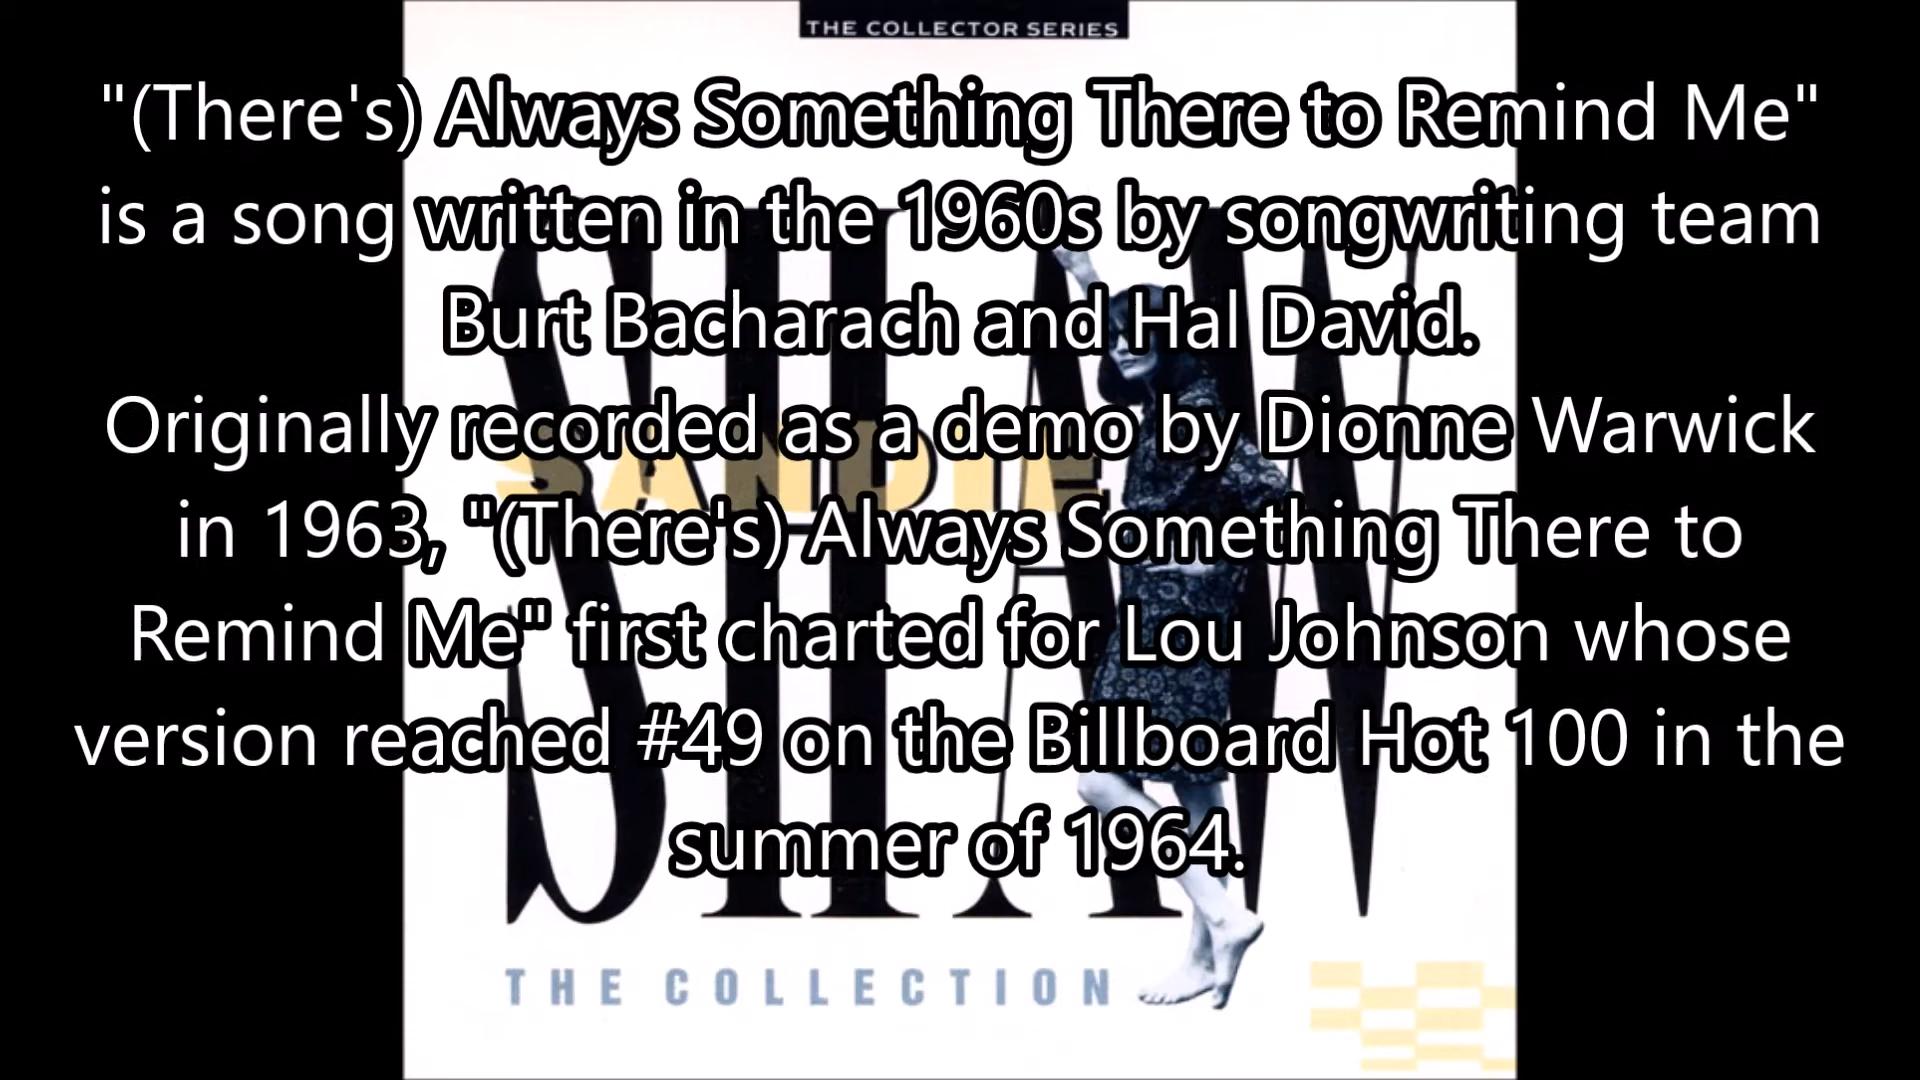 THE COLLECTOR SERIES
"(There's) Always Something There to Remind Me"
is a song written in the 1960s by songwriting team
Burt Bacharach and Hal David.
Originally recorded as a demo by Dionne Warwick
in 1963, "(There's) Always Something There to
Remind Me" first charted for Lou Johnson whose
version reached #49 on the Billboard Hot 100 in the
summer of 1964.
SANDIE
SHAW
THE COLLECTION